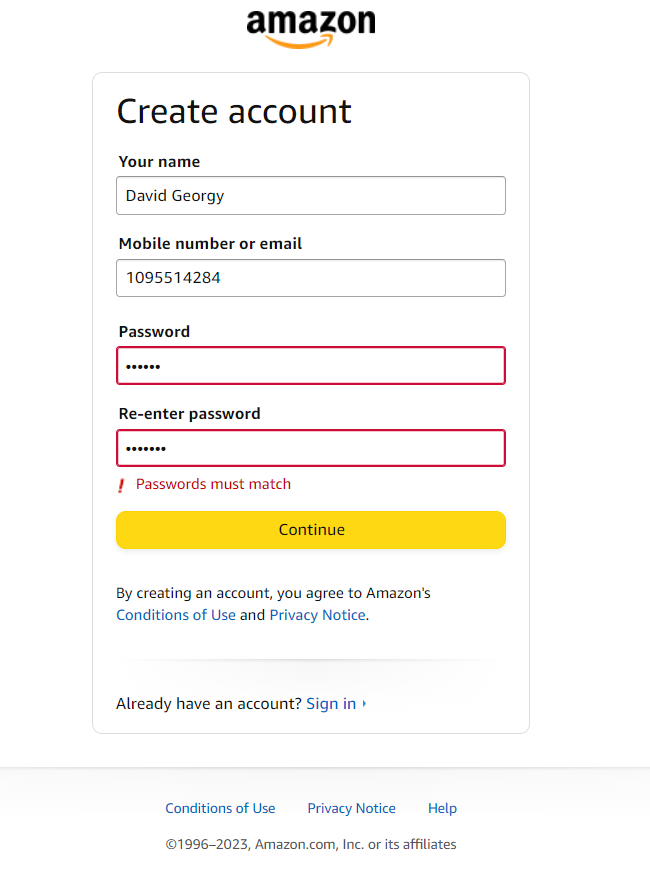 amazon
Create account
Your name
David Georgy
Mobile number or email
1095514284
Password
••••••
Re-enter password
•••••••
! Passwords must match
Continue
By creating an account, you agree to Amazon's
Conditions of Use and Privacy Notice.
Already have an account? Sign in
Conditions of Use Privacy Notice Help
©1996–2023, Amazon.com, Inc. or its affiliates